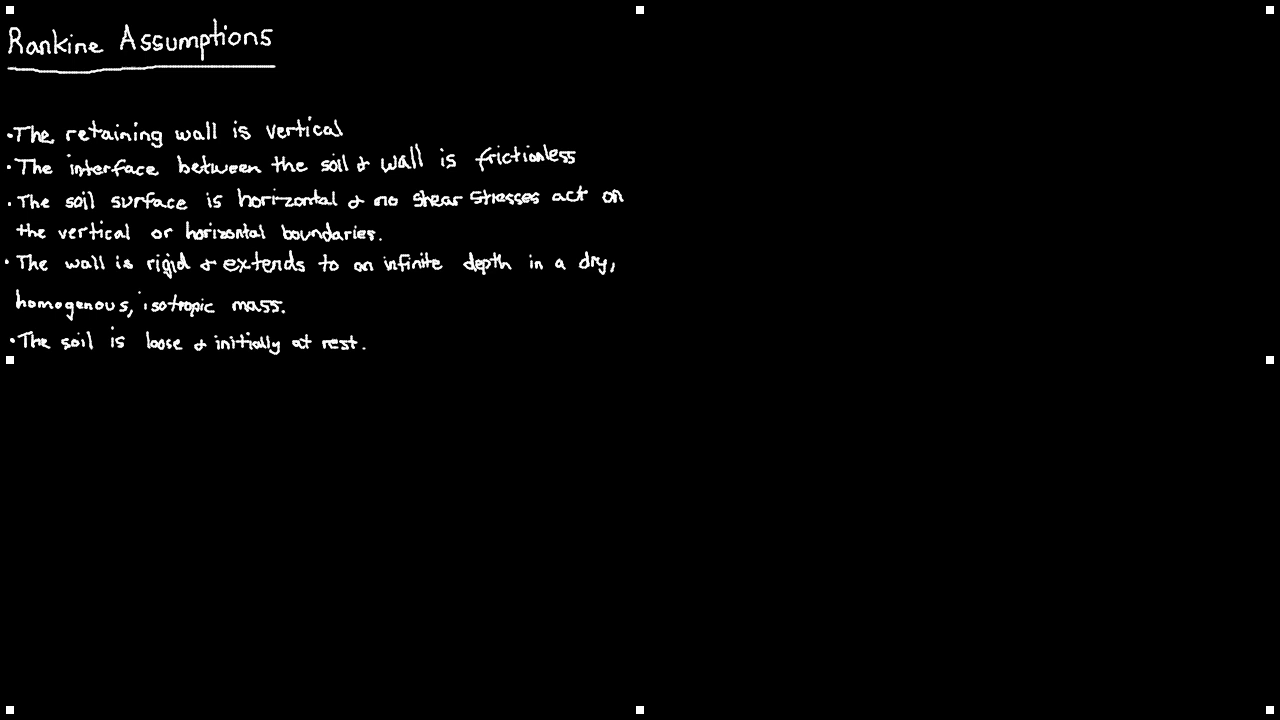 Rankine Assumptions
•The retaining wall is vertical
•The interface between the soil & wall is frictionless
•The soil surface is horizontal & no shear stresses act on
the vertical or horizontal boundaries.
•The wall is rigid & extends to an infinite depth in a dry,
homogenous, isotropic mass.
•The soil is loose & initially at rest.